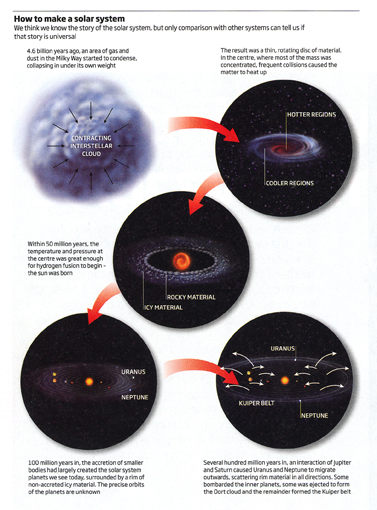 How to make a solar system
We think we know the story of the solar system, but only comparison with other systems can tell us if
that story is universal
4.6 billion years ago, an area of gas and
dust in the Milky Way started to condense,
collapsing in under its own weight
The result was a thin, rotating disc of material.
In the centre, where most of the mass was
concentrated, frequent collisions caused the
matter to heat up
CONTRACTING
INTERSTELLAR
CLOUD
HOTTER REGIONS
COOLER REGIONS
Within 50 million years, the
temperature and pressure at
the centre was great enough
for hydrogen fusion to begin -
the sun was born
ROCKY MATERIAL
ICY MATERIAL
URANUS
NEPTUNE
URANUS
KUIPER BELT
NEPTUNE
100 million years in, the accretion of smaller
bodies had largely created the solar system
planets we see today, surrounded by a rim of
non-accreted icy material. The precise orbits
of the planets are unknown
Several hundred million years in, an interaction of Jupiter
and Saturn caused Uranus and Neptune to migrate
outwards, scattering rim material in all directions. Some
bombarded the inner planets, some was ejected to form
the Oort cloud and the remainder formed the Kuiper belt